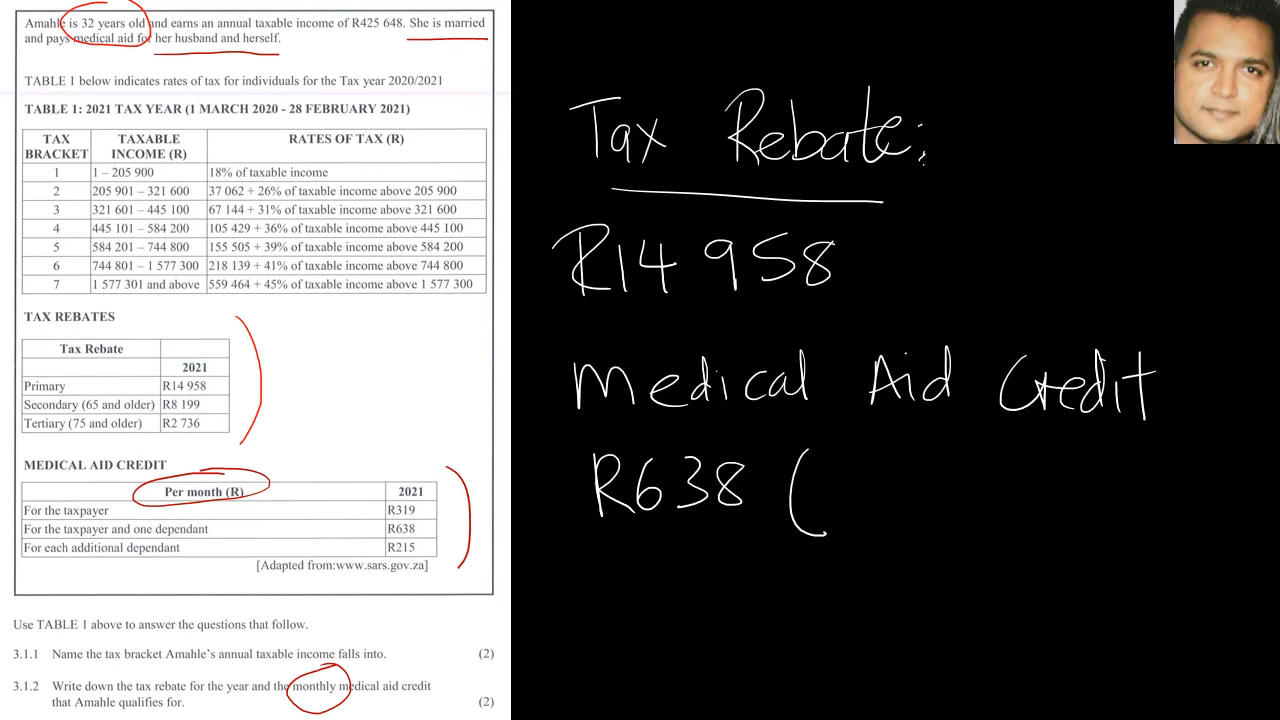 Amahle is 32 years old and earns an annual taxable income of R425 648. She is married
and pays medical aid for her husband and herself.
TABLE 1 below indicates rates of tax for individuals for the Tax year 2020/2021
TABLE 1: 2021 TAX YEAR (1 MARCH 2020 - 28 FEBRUARY 2021)
TAX BRACKET TAXABLE INCOME (R) RATES OF TAX (R)
1 1 – 205 900 18% of taxable income
2 205 901 – 321 600 37 062 + 26% of taxable income above 205 900
3 321 601 – 445 100 67 144 + 31% of taxable income above 321 600
4 445 101 – 584 200 105 429 + 36% of taxable income above 445 100
5 584 201 – 744 800 155 505 + 39% of taxable income above 584 200
6 744 801 – 1 577 300 218 139 + 41% of taxable income above 744 800
7 1 577 301 and above 559 464 + 45% of taxable income above 1 577 300
TAX REBATES
Tax Rebate
2021
Primary R14 958
Secondary (65 and older) R8 199
Tertiary (75 and older) R2 736
MEDICAL AID CREDIT
Per month (R) 2021
For the taxpayer R319
For the taxpayer and one dependant R638
For each additional dependant R215
[Adapted from:www.sars.gov.za]
Use TABLE 1 above to answer the questions that follow.
3.1.1 Name the tax bracket Amahle's annual taxable income falls into. (2)
3.1.2 Write down the tax rebate for the year and the monthly medical aid credit
that Amahle qualifies for. (2)
Tax Rebate:
R14 958
Medical Aid Credit
R638 (